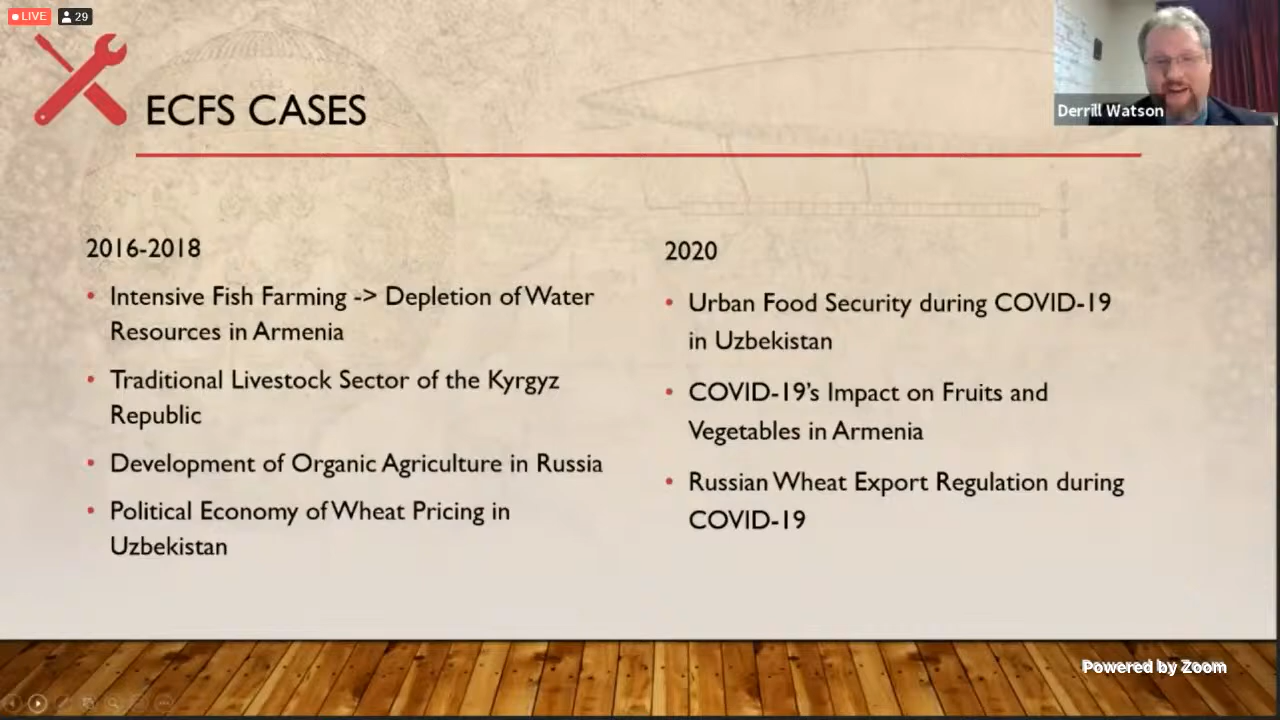 LIVE 29
ECFS CASES
Derrill Watson
2016-2018
Intensive Fish Farming -> Depletion of Water
Resources in Armenia
Traditional Livestock Sector of the Kyrgyz
Republic
Development of Organic Agriculture in Russia
Political Economy of Wheat Pricing in
Uzbekistan
2020
Urban Food Security during COVID-19
in Uzbekistan
COVID-19’s Impact on Fruits and
Vegetables in Armenia
Russian Wheat Export Regulation during
COVID-19
Powered by Zoom